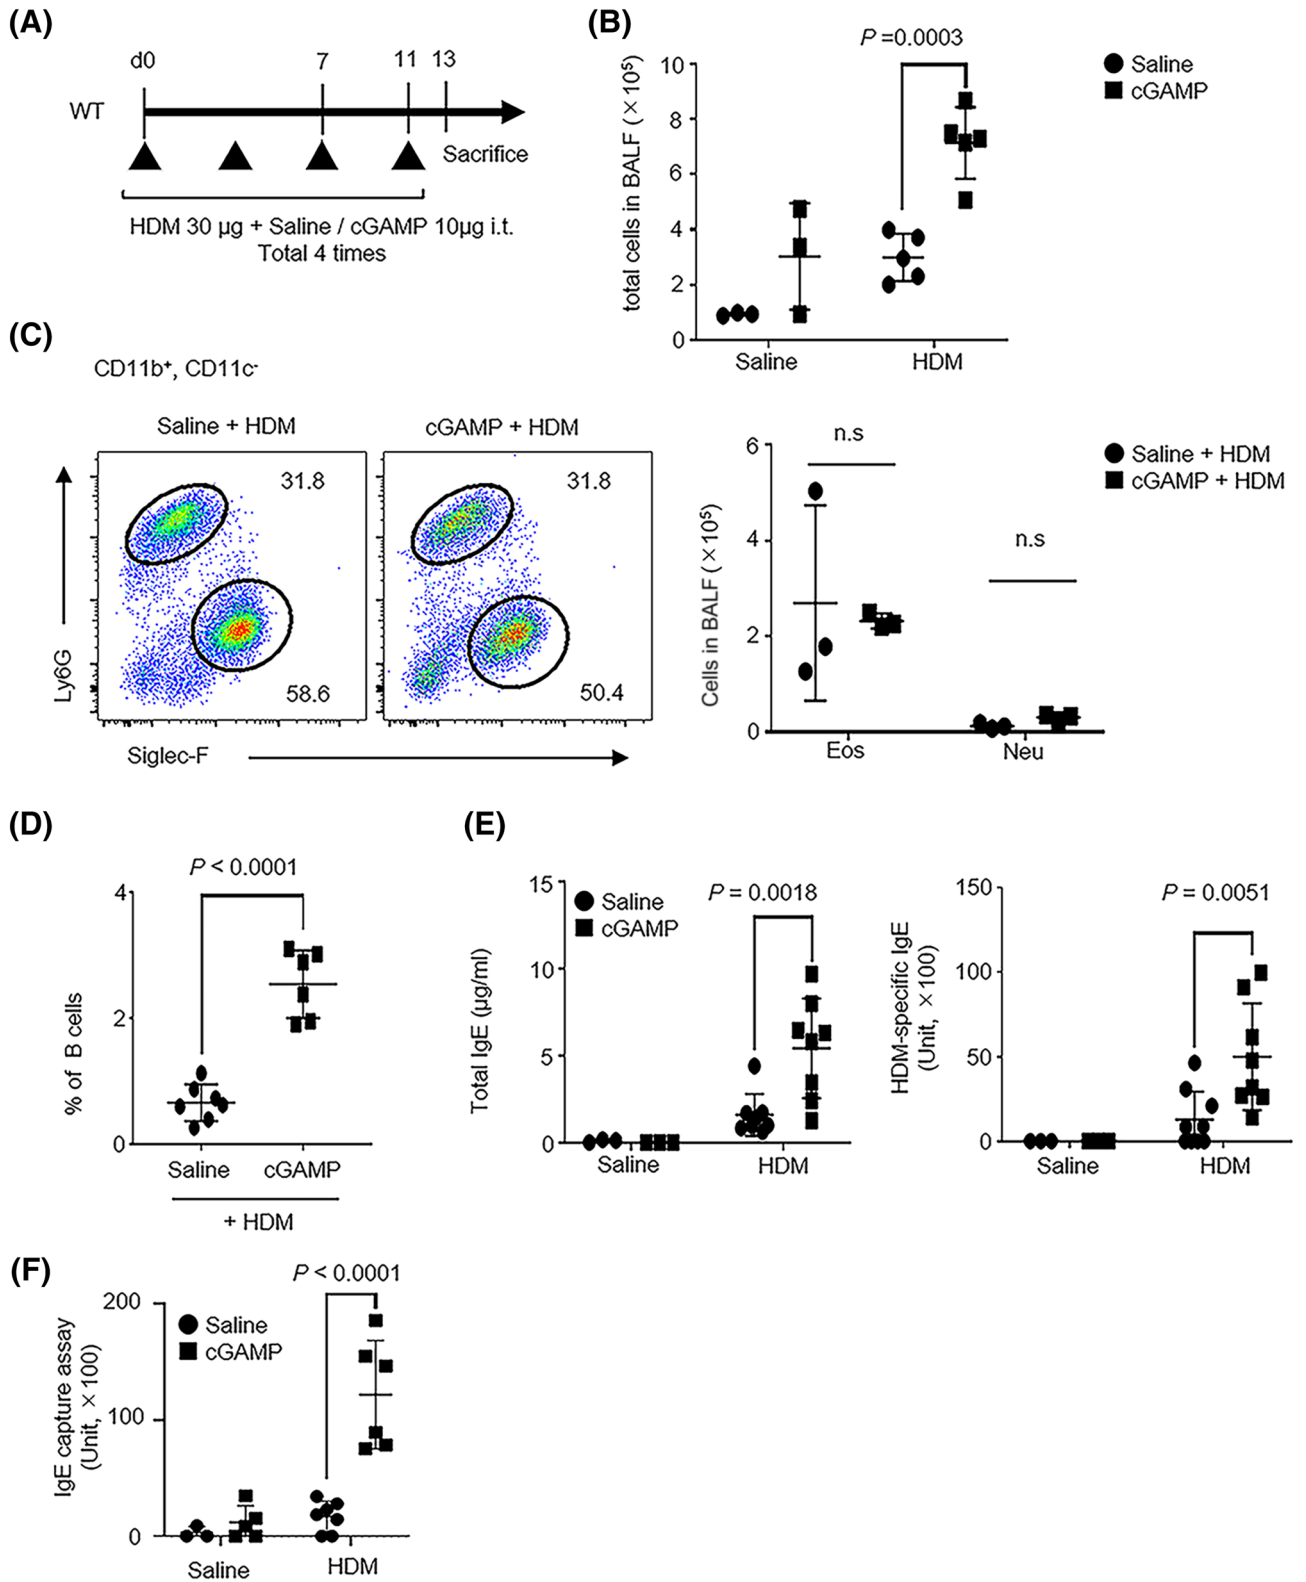 (A)
d0 7 11 13
WT
Sacrifice
HDM 30 µg + Saline / cGAMP 10µg i.t.
Total 4 times
(B)
P =0.0003
total cells in BALF (×10⁵)
10
8
6
4
2
0
Saline HDM
Saline
cGAMP
(C)
CD11b⁺, CD11c⁻
Saline + HDM
cGAMP + HDM
31.8
58.6
31.8
50.4
Ly6G
Siglec-F
Cells in BALF (×10⁵)
6
4
2
0
n.s
n.s
Eos Neu
Saline + HDM
cGAMP + HDM
(D)
P < 0.0001
% of B cells
4
2
0
Saline cGAMP
+ HDM
(E)
Total IgE (µg/ml)
15
10
5
0
Saline
cGAMP
P = 0.0018
Saline HDM
HDM-specific IgE
(Unit, ×100)
150
100
50
0
P = 0.0051
Saline HDM
(F)
P < 0.0001
IgE capture assay
(Unit, ×100)
200
100
0
Saline
cGAMP
Saline HDM